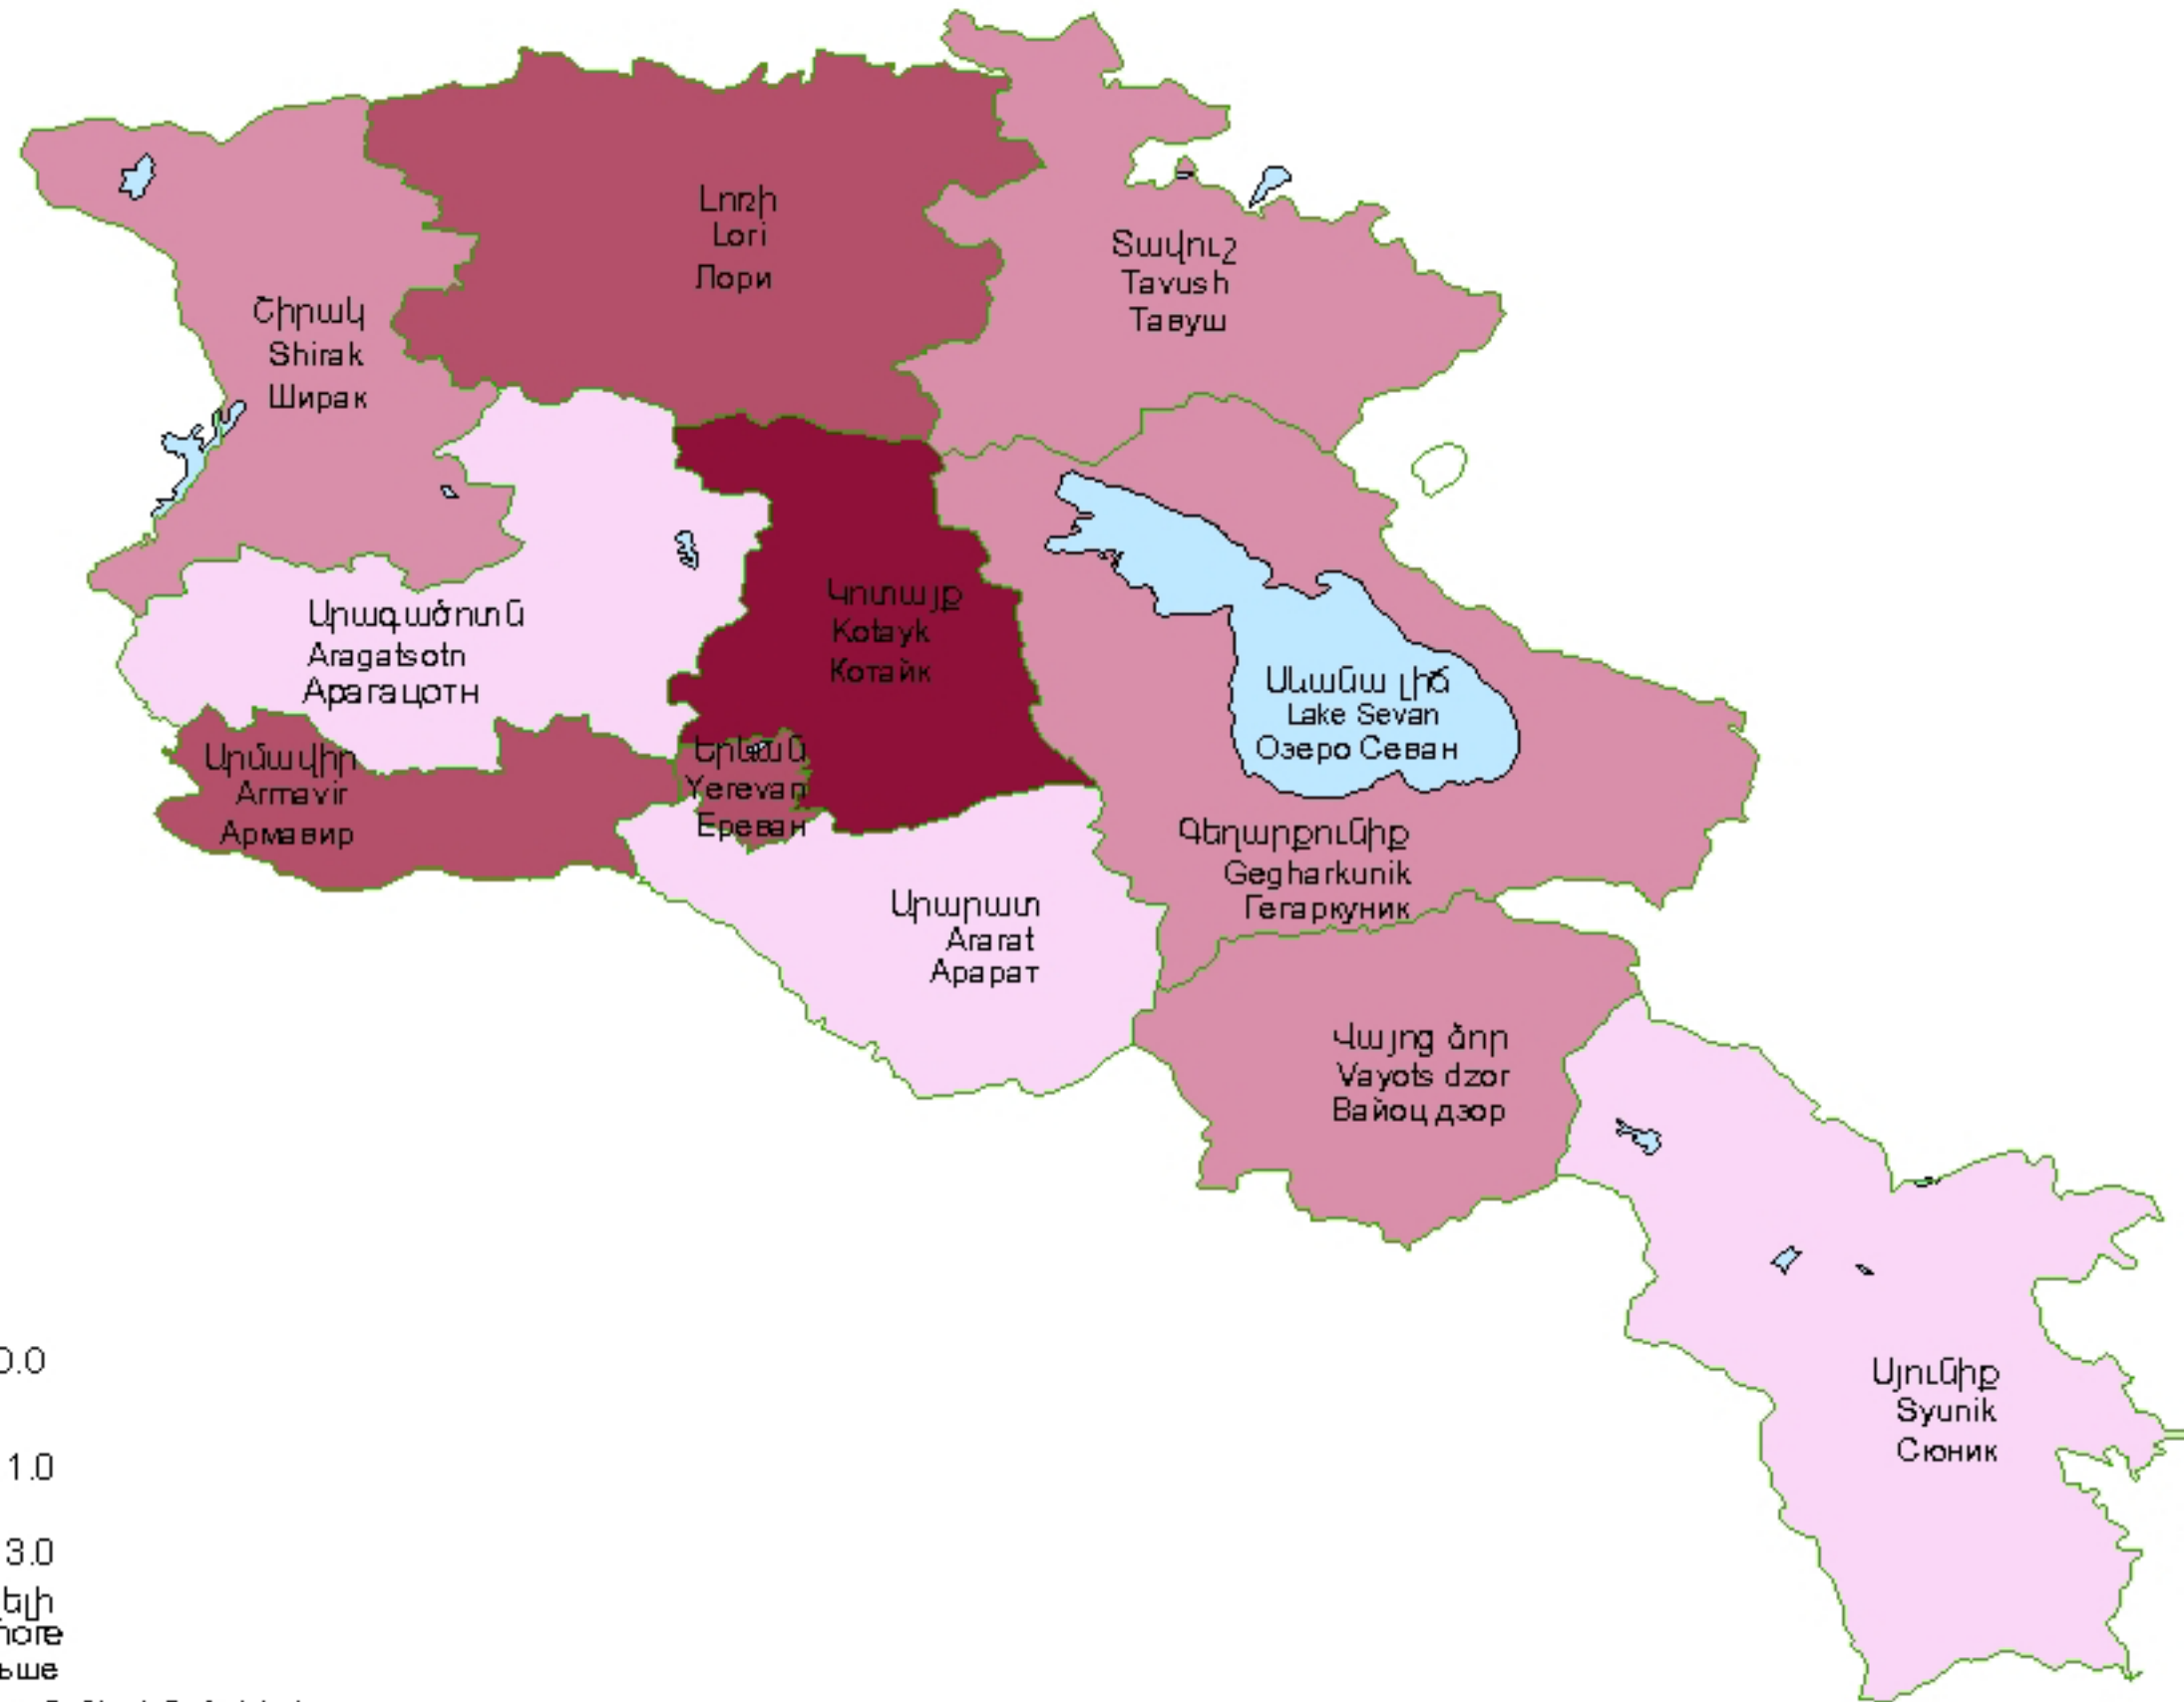 Լոռի
Lori
Лори
Տավուշ
Tavush
Тавуш
Շիրակ
Shirak
Ширак
Արագածոտն
Aragatsotn
Арагацотн
Կոտայք
Kotayk
Котайк
Սևանա լիճ
Lake Sevan
Озеро Севан
Արմավիր
Armavir
Армавир
Երևան
Yerevan
Ереван
Գեղարքունիք
Gegharkunik
Гегаркуник
Արարատ
Ararat
Арарат
Վայոց ձոր
Vayots dzor
Вайоц дзор
Սյունիք
Syunik
Сюник
0.0
1.0
3.0